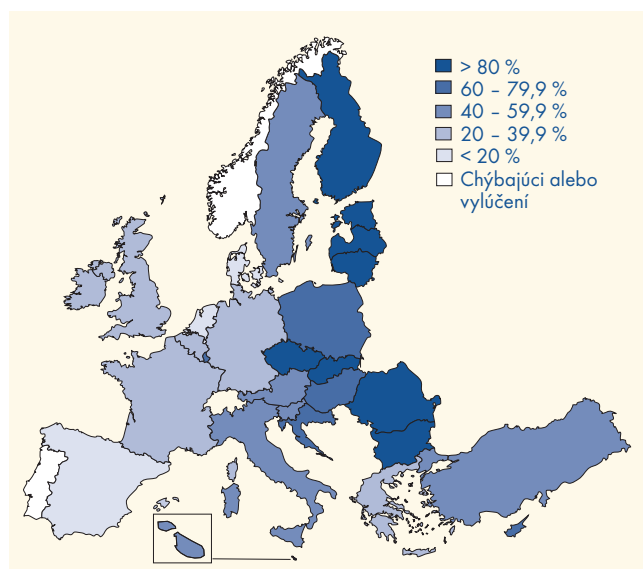 > 80 %
60 – 79,9 %
40 – 59,9 %
20 – 39,9 %
< 20 %
Chýbajúci alebo
vylúčení